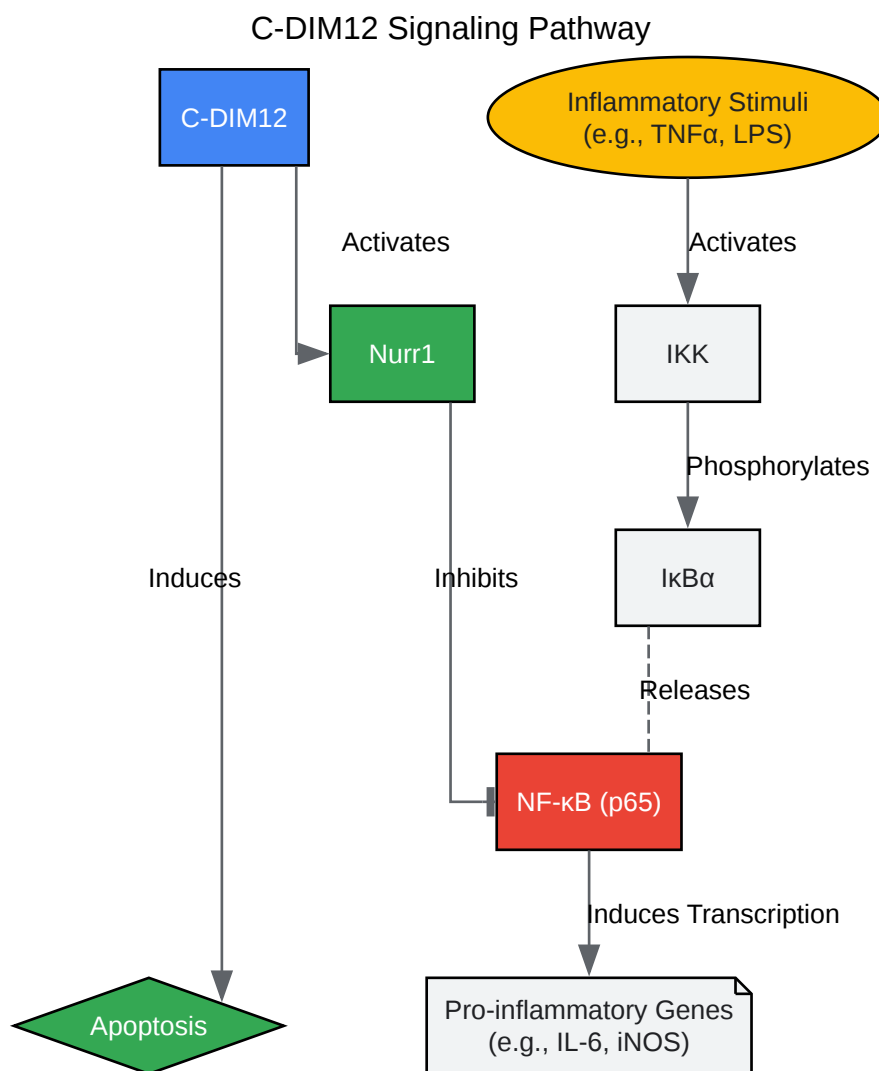 C-DIM12 Signaling Pathway
C-DIM12
Inflammatory Stimuli
(e.g., TNFα, LPS)
Activates
Activates
Nurr1
IKK
Phosphorylates
Induces
Inhibits
IκBα
Releases
NF-κB (p65)
Induces Transcription
Apoptosis
Pro-inflammatory Genes
(e.g., IL-6, iNOS)